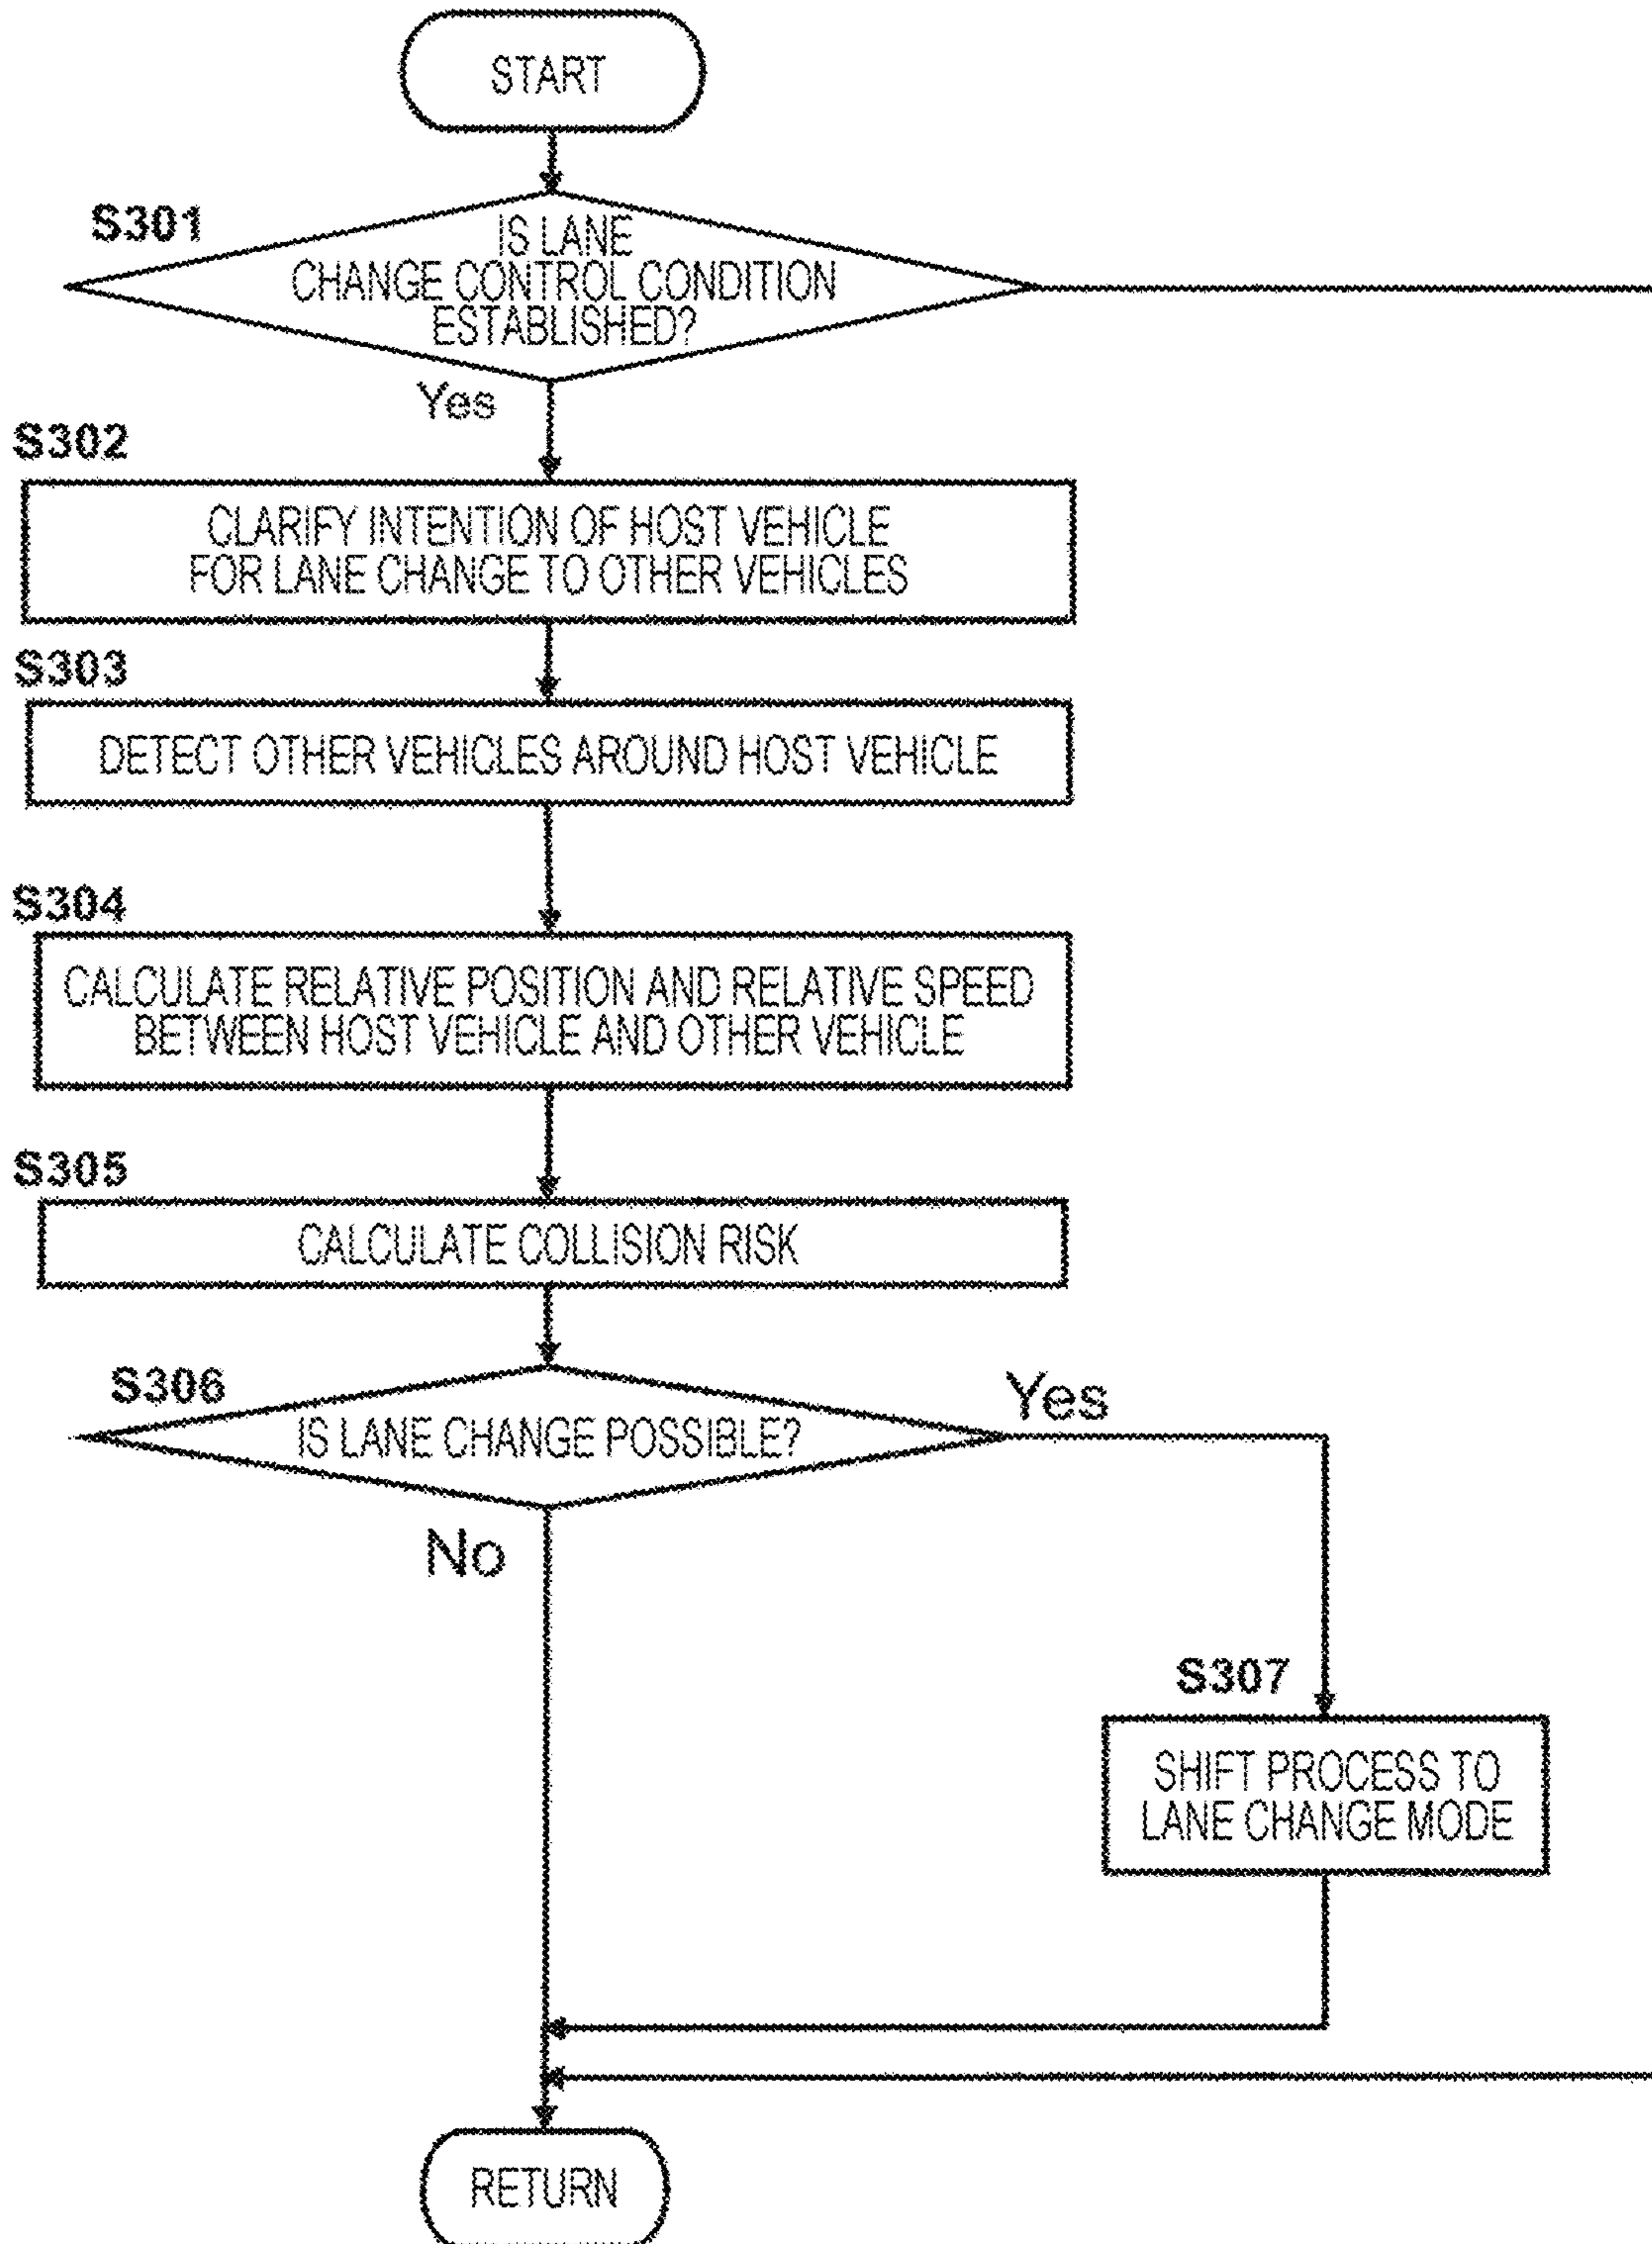 START
S301
IS LANE
CHANGE CONTROL CONDITION
ESTABLISHED?
Yes
S302
CLARIFY INTENTION OF HOST VEHICLE
FOR LANE CHANGE TO OTHER VEHICLES
S303
DETECT OTHER VEHICLES AROUND HOST VEHICLE
S304
CALCULATE RELATIVE POSITION AND RELATIVE SPEED
BETWEEN HOST VEHICLE AND OTHER VEHICLE
S305
CALCULATE COLLISION RISK
S306
IS LANE CHANGE POSSIBLE?
Yes
No
S307
SHIFT PROCESS TO
LANE CHANGE MODE
RETURN